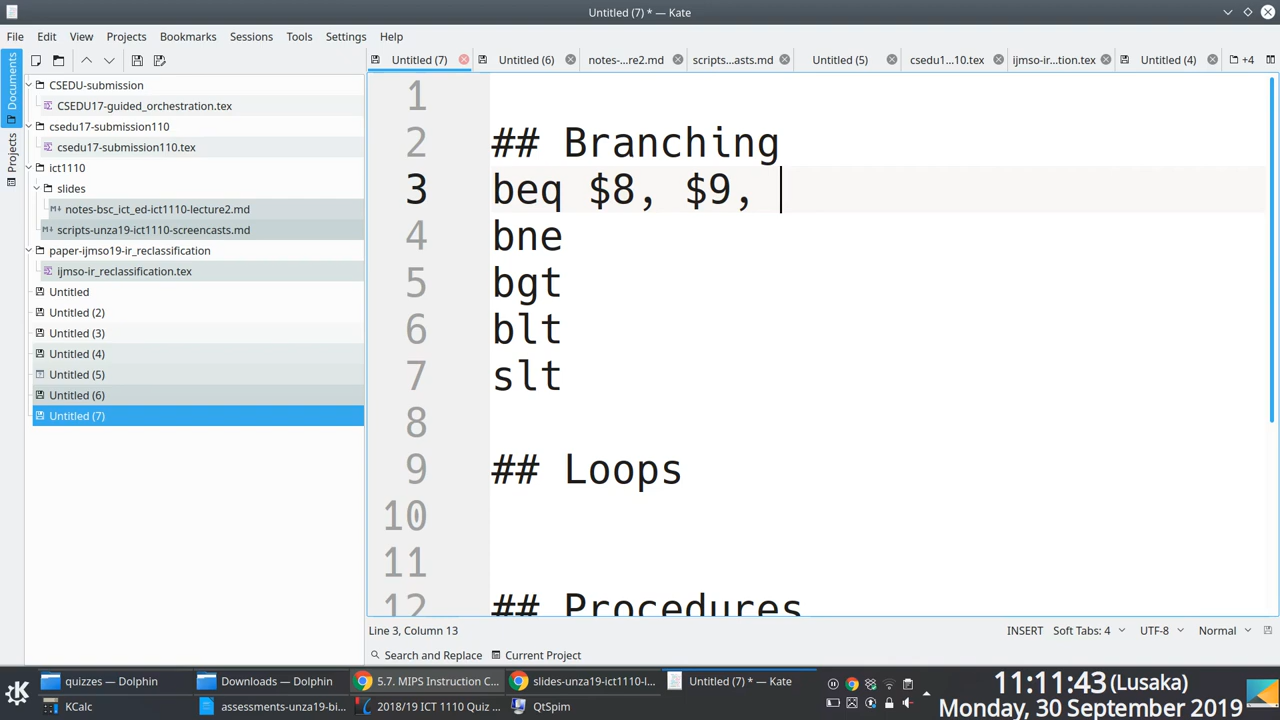 Untitled (7) * — Kate
File Edit View Projects Bookmarks Sessions Tools Settings Help
Documents
Projects
CSEDU-submission
CSEDU17-guided_orchestration.tex
csedu17-submission110
csedu17-submission110.tex
ict1110
slides
notes-bsc_ict_ed-ict1110-lecture2.md
scripts-unza19-ict1110-screencasts.md
paper-ijmso19-ir_reclassification
ijmso-ir_reclassification.tex
Untitled
Untitled (2)
Untitled (3)
Untitled (4)
Untitled (5)
Untitled (6)
Untitled (7)
Untitled (7) Untitled (6) notes-...re2.md scripts...asts.md Untitled (5) csedu1...10.tex ijmso-ir...tion.tex Untitled (4) +4
1
2 ## Branching
3 beq $8, $9,
4 bne
5 bgt
6 blt
7 slt
8
9 ## Loops
10
11
12 ## Procedures
Line 3, Column 13 INSERT Soft Tabs: 4 UTF-8 Normal
Search and Replace Current Project
quizzes — Dolphin Downloads — Dolphin 5.7. MIPS Instruction C... slides-unza19-ict1110-l... Untitled (7) * — Kate
KCalc assessments-unza19-bi... 2018/19 ICT 1110 Quiz ... QtSpim
11:11:43 (Lusaka)
Monday, 30 September 2019